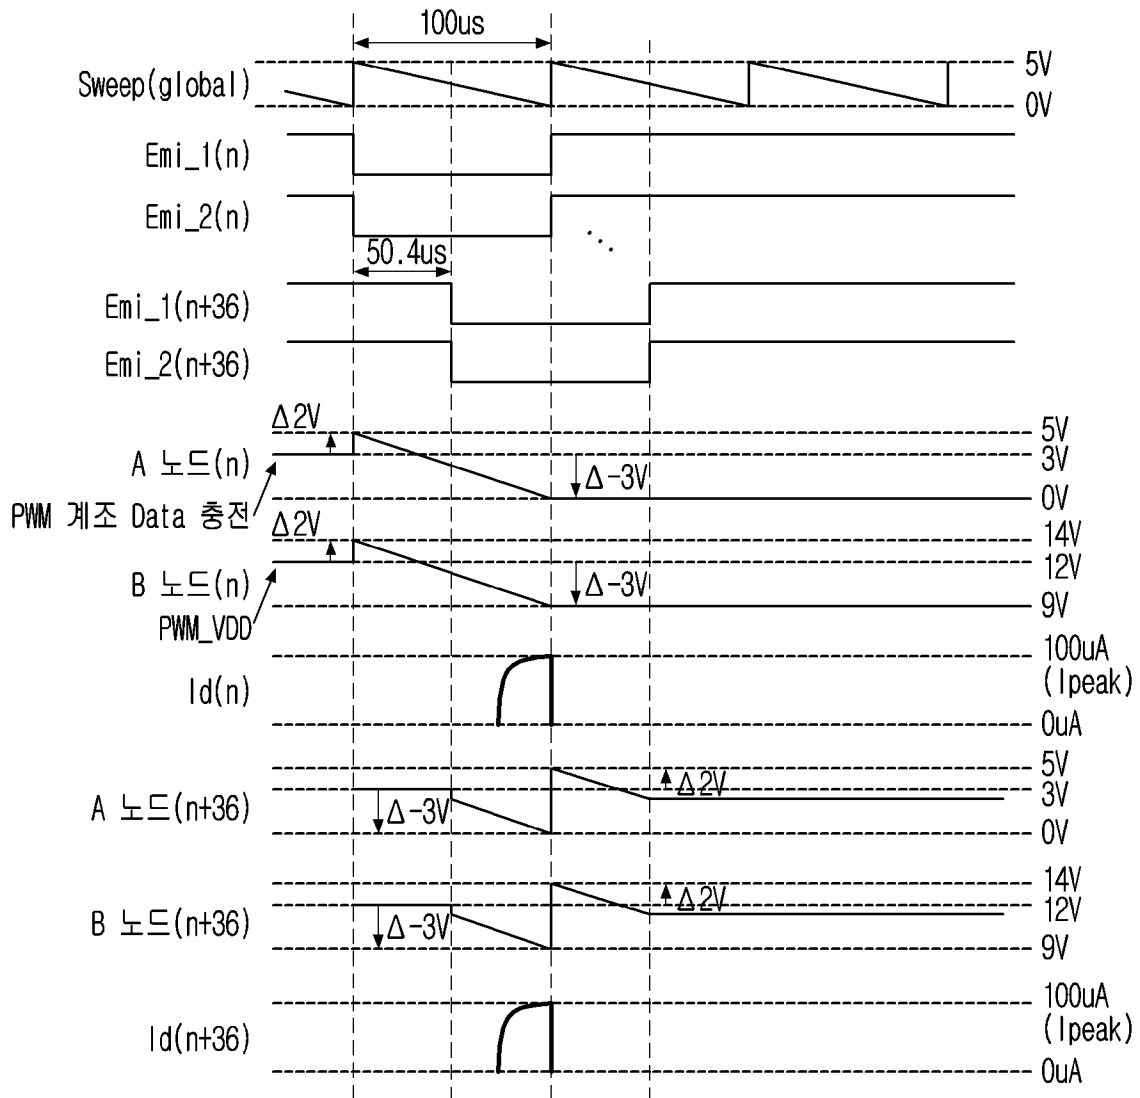 100us
Sweep(global)
5V
0V
Emi_1(n)
Emi_2(n)
...
50.4us
Emi_1(n+36)
Emi_2(n+36)
Δ2V
5V
A 노드(n)
3V
Δ-3V
0V
PWM 계조 Data 충전
Δ2V
14V
B 노드(n)
12V
Δ-3V
9V
PWM_VDD
100uA
(Ipeak)
Id(n)
0uA
5V
Δ2V
A 노드(n+36)
3V
Δ-3V
0V
14V
Δ2V
B 노드(n+36)
12V
Δ-3V
9V
100uA
(Ipeak)
Id(n+36)
0uA